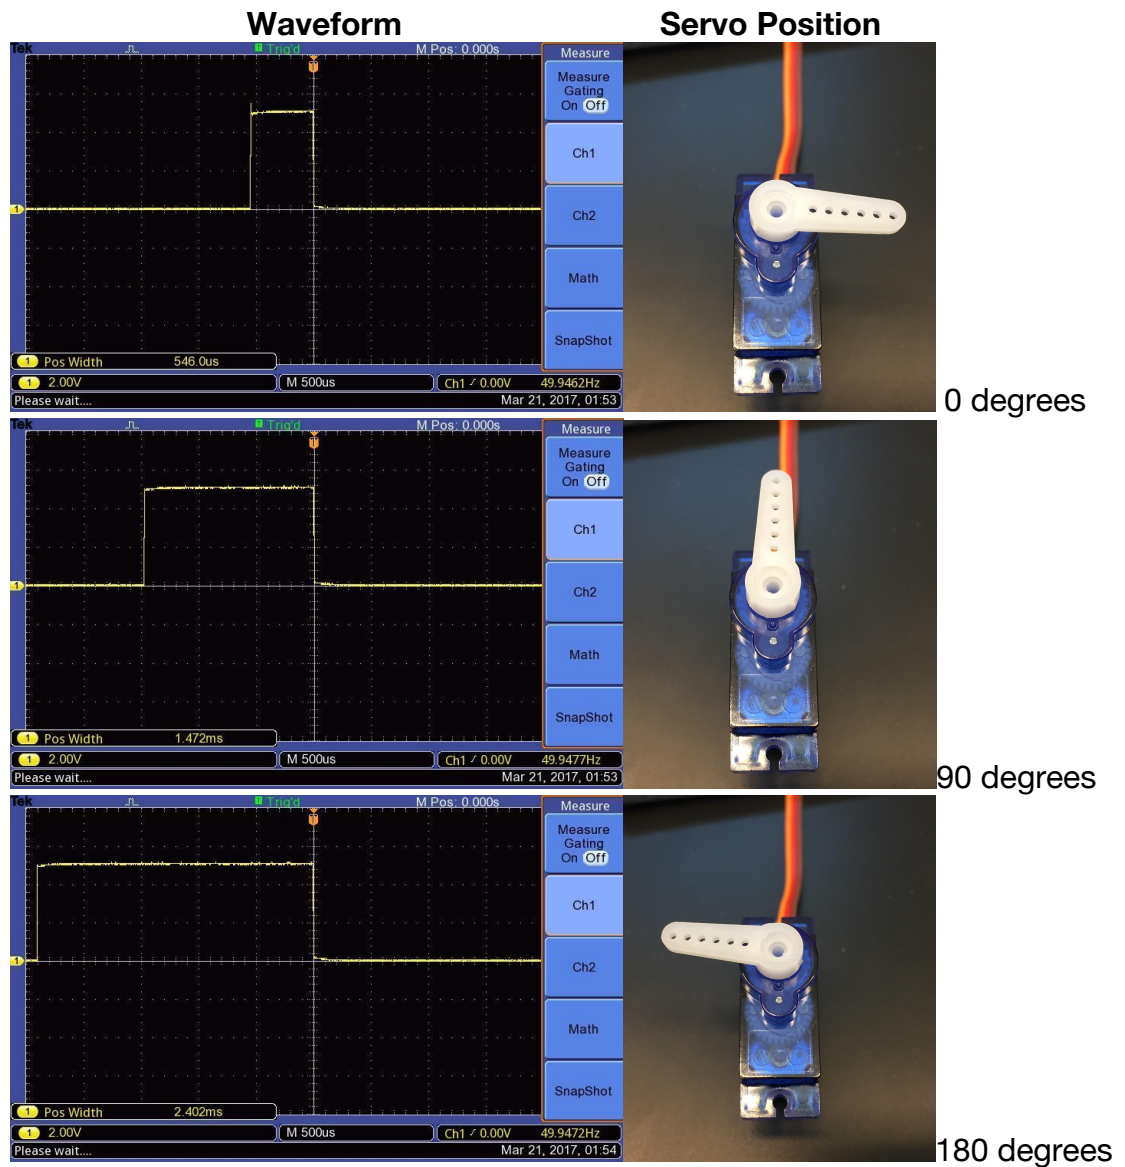 Waveform Servo Position
Tek Trig'd M Pos: 0.000s Measure
Measure
Gating
On Off
Ch1
Ch2
Math
SnapShot
1 Pos Width 546.0us
1 2.00V M 500us Ch1 / 0.00V 49.9462Hz
Please wait.... Mar 21, 2017, 01:53
0 degrees
Tek Trig'd M Pos: 0.000s Measure
Measure
Gating
On Off
Ch1
Ch2
Math
SnapShot
1 Pos Width 1.472ms
1 2.00V M 500us Ch1 / 0.00V 49.9477Hz
Please wait.... Mar 21, 2017, 01:53
90 degrees
Tek Trig'd M Pos: 0.000s Measure
Measure
Gating
On Off
Ch1
Ch2
Math
SnapShot
1 Pos Width 2.402ms
1 2.00V M 500us Ch1 / 0.00V 49.9472Hz
Please wait.... Mar 21, 2017, 01:54
180 degrees